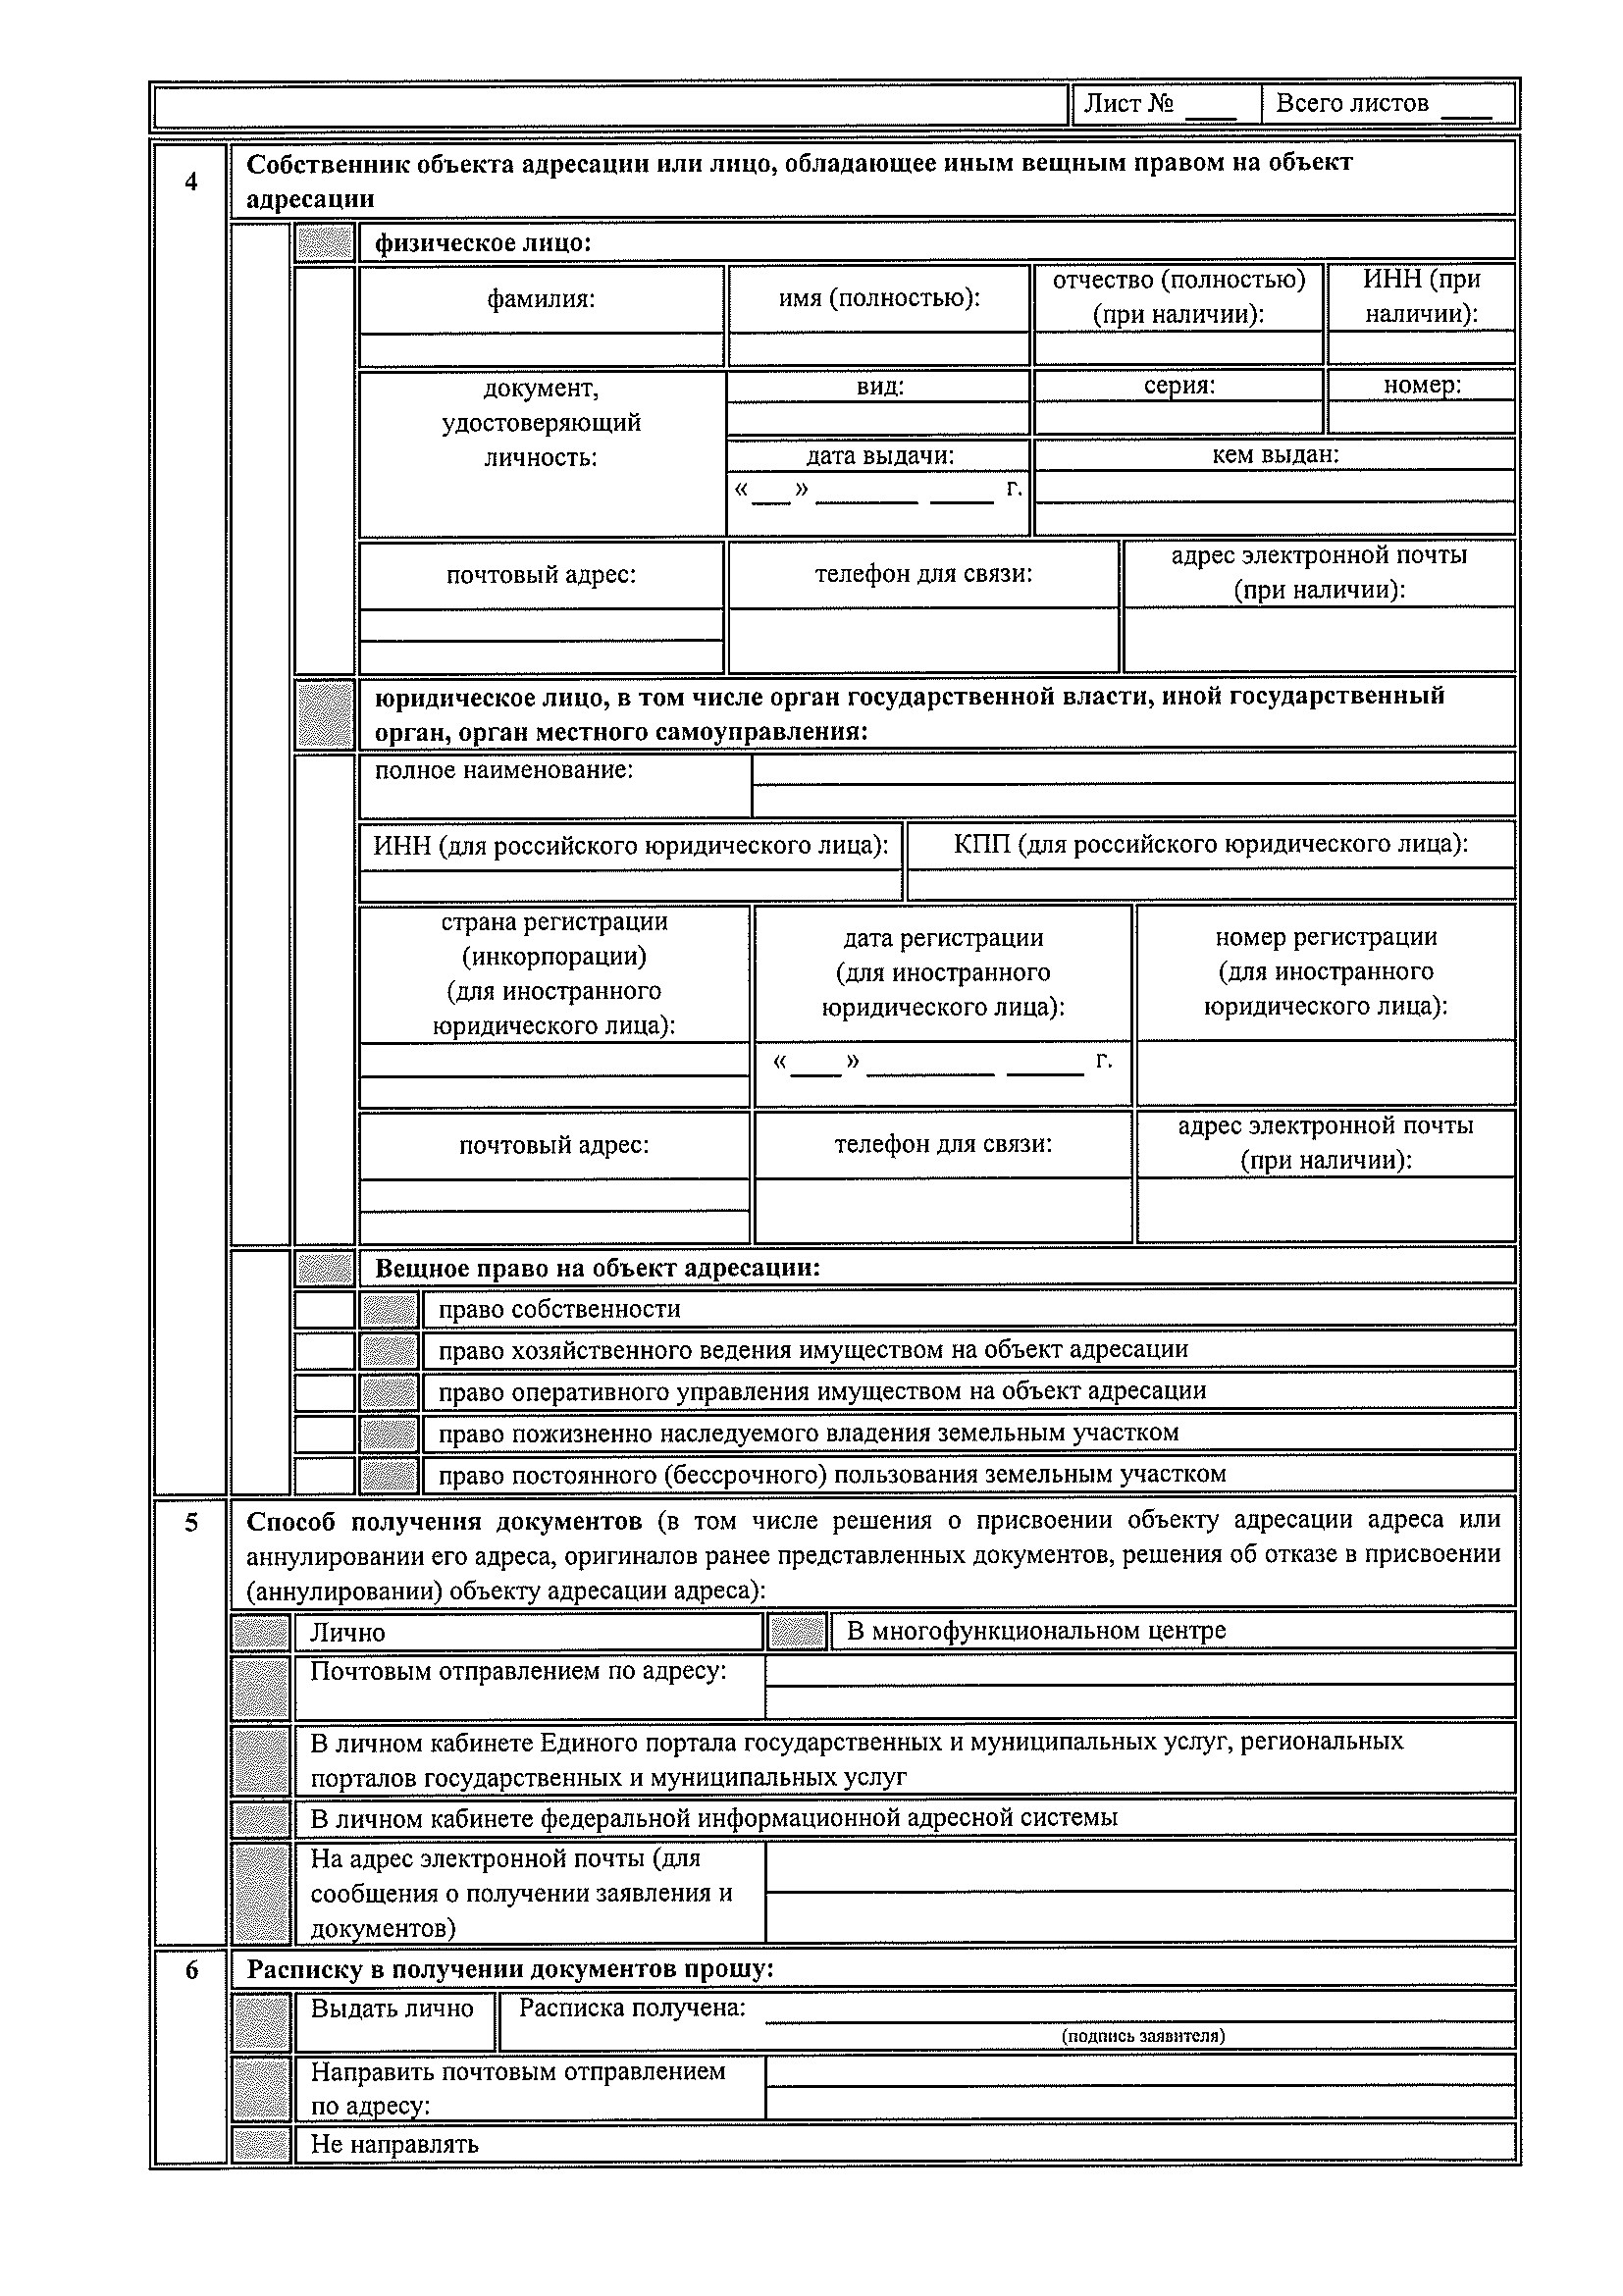 Лист № ____ Всего листов ____
4 Собственник объекта адресации или лицо, обладающее иным вещным правом на объект
адресации
физическое лицо:
фамилия: имя (полностью): отчество (полностью) (при наличии): ИНН (при наличии):
документ, удостоверяющий личность: вид: серия: номер:
дата выдачи: кем выдан:
«___» ________ _____ г.
почтовый адрес: телефон для связи: адрес электронной почты (при наличии):
юридическое лицо, в том числе орган государственной власти, иной государственный
орган, орган местного самоуправления:
полное наименование:
ИНН (для российского юридического лица): КПП (для российского юридического лица):
страна регистрации (инкорпорации) (для иностранного юридического лица): дата регистрации (для иностранного юридического лица): номер регистрации (для иностранного юридического лица):
«____» __________ ______ г.
почтовый адрес: телефон для связи: адрес электронной почты (при наличии):
Вещное право на объект адресации:
право собственности
право хозяйственного ведения имуществом на объект адресации
право оперативного управления имуществом на объект адресации
право пожизненно наследуемого владения земельным участком
право постоянного (бессрочного) пользования земельным участком
5 Способ получения документов (в том числе решения о присвоении объекту адресации адреса или
аннулировании его адреса, оригиналов ранее представленных документов, решения об отказе в присвоении
(аннулировании) объекту адресации адреса):
Лично В многофункциональном центре
Почтовым отправлением по адресу:
В личном кабинете Единого портала государственных и муниципальных услуг, региональных
порталов государственных и муниципальных услуг
В личном кабинете федеральной информационной адресной системы
На адрес электронной почты (для
сообщения о получении заявления и
документов)
6 Расписку в получении документов прошу:
Выдать лично Расписка получена:
(подпись заявителя)
Направить почтовым отправлением
по адресу:
Не направлять